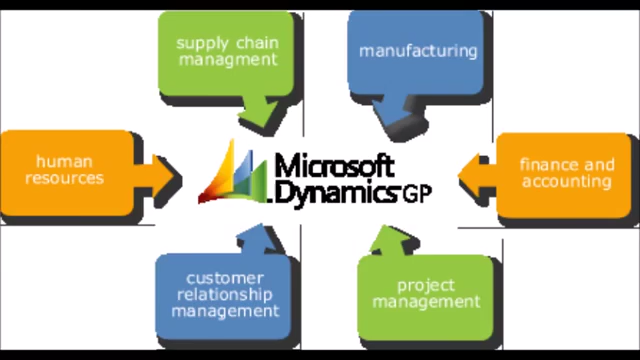 supply chain
managment
manufacturing
human
resources
Microsoft
Dynamics GP
finance and
accounting
customer
relationship
management
project
management